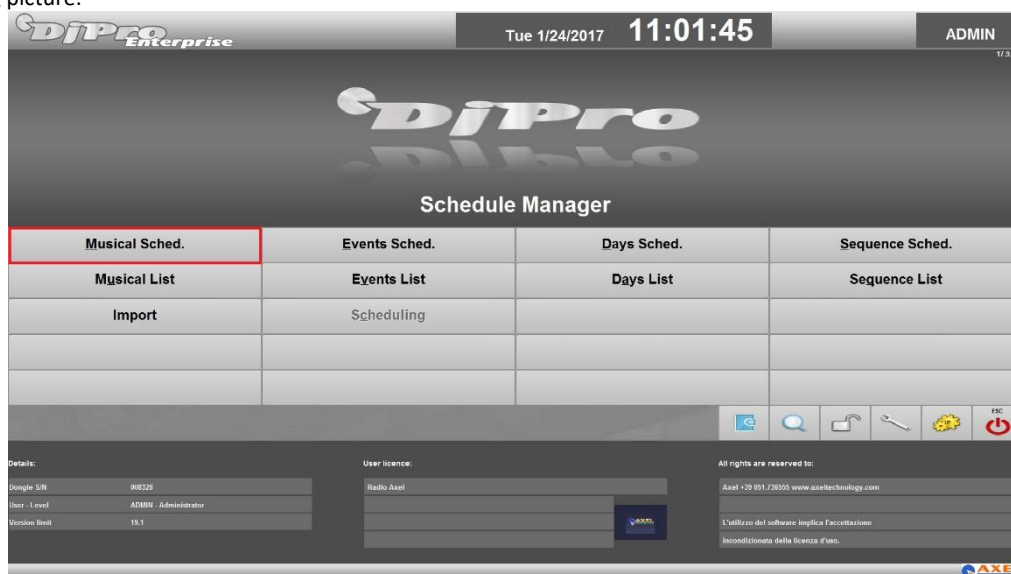 picture.
DJPro
Enterprise
Tue 1/24/2017 11:01:45 ADMIN
17.9.
DjPro
Schedule Manager
Musical Sched. Events Sched. Days Sched. Sequence Sched.
Musical List Events List Days List Sequence List
Import Scheduling
ESC
Details: User licence: All rights are reserved to:
Dongle S/N 008328 Radio Axel Axel +39 051.736555 www.axeltechnology.com
User - Level ADMIN - Administrator
Version limit 19.1 AXEL L'utilizzo del software implica l'accettazione
incondizionata della licenza d'uso.
AXE